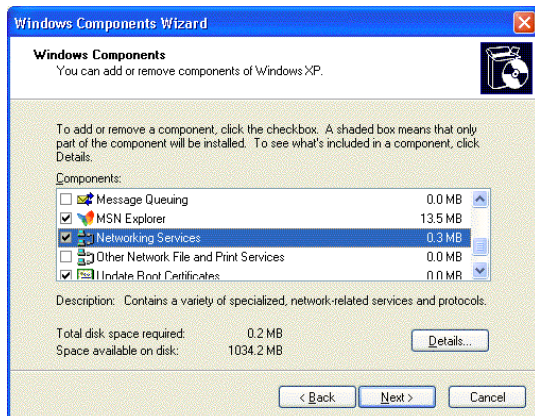 Windows Components Wizard
Windows Components
You can add or remove components of Windows XP.
To add or remove a component, click the checkbox. A shaded box means that only
part of the component will be installed. To see what's included in a component, click
Details.
Components:
Message Queuing 0.0 MB
MSN Explorer 13.5 MB
Networking Services 0.3 MB
Other Network File and Print Services 0.0 MB
Update Root Certificates 0.0 MB
Description: Contains a variety of specialized, network-related services and protocols.
Total disk space required: 0.2 MB
Space available on disk: 1034.2 MB
Details...
< Back Next > Cancel